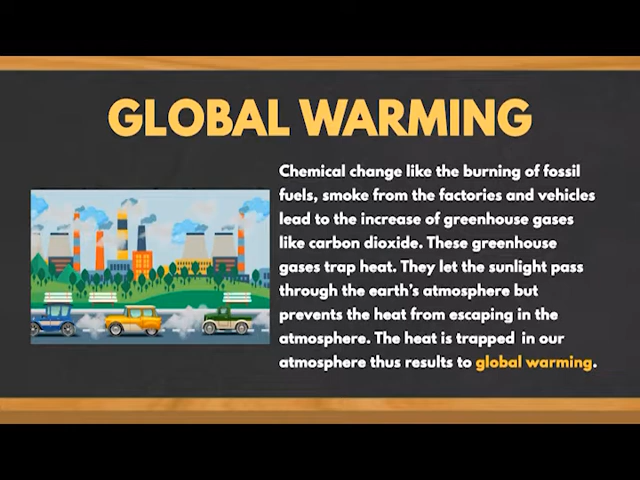 GLOBAL WARMING
Chemical change like the burning of fossil
fuels, smoke from the factories and vehicles
lead to the increase of greenhouse gases
like carbon dioxide. These greenhouse
gases trap heat. They let the sunlight pass
through the earth's atmosphere but
prevents the heat from escaping in the
atmosphere. The heat is trapped in our
atmosphere thus results to global warming.